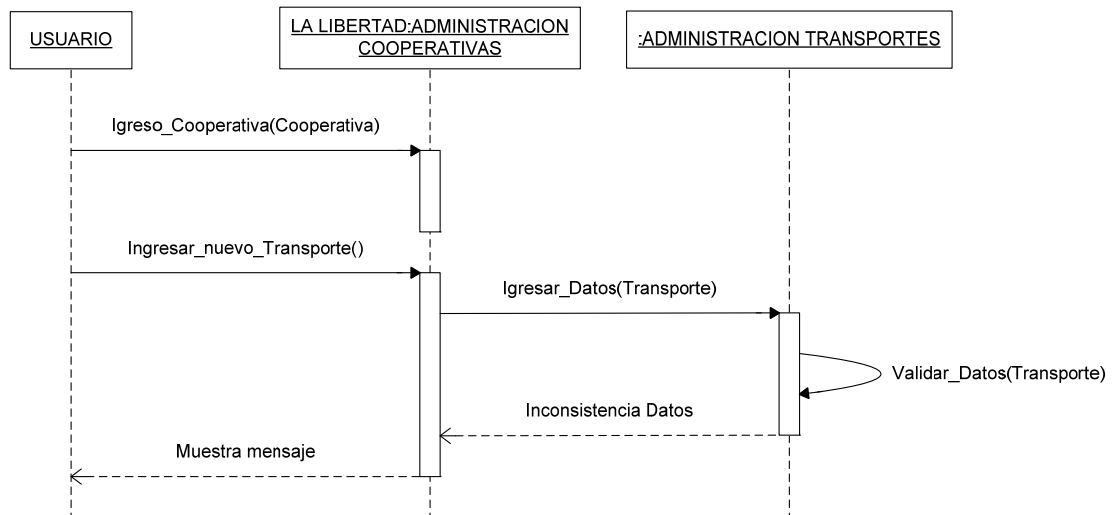 USUARIO
LA LIBERTAD:ADMINISTRACION
COOPERATIVAS
:ADMINISTRACION TRANSPORTES
Igreso_Cooperativa(Cooperativa)
Ingresar_nuevo_Transporte()
Igresar_Datos(Transporte)
Validar_Datos(Transporte)
Inconsistencia Datos
Muestra mensaje